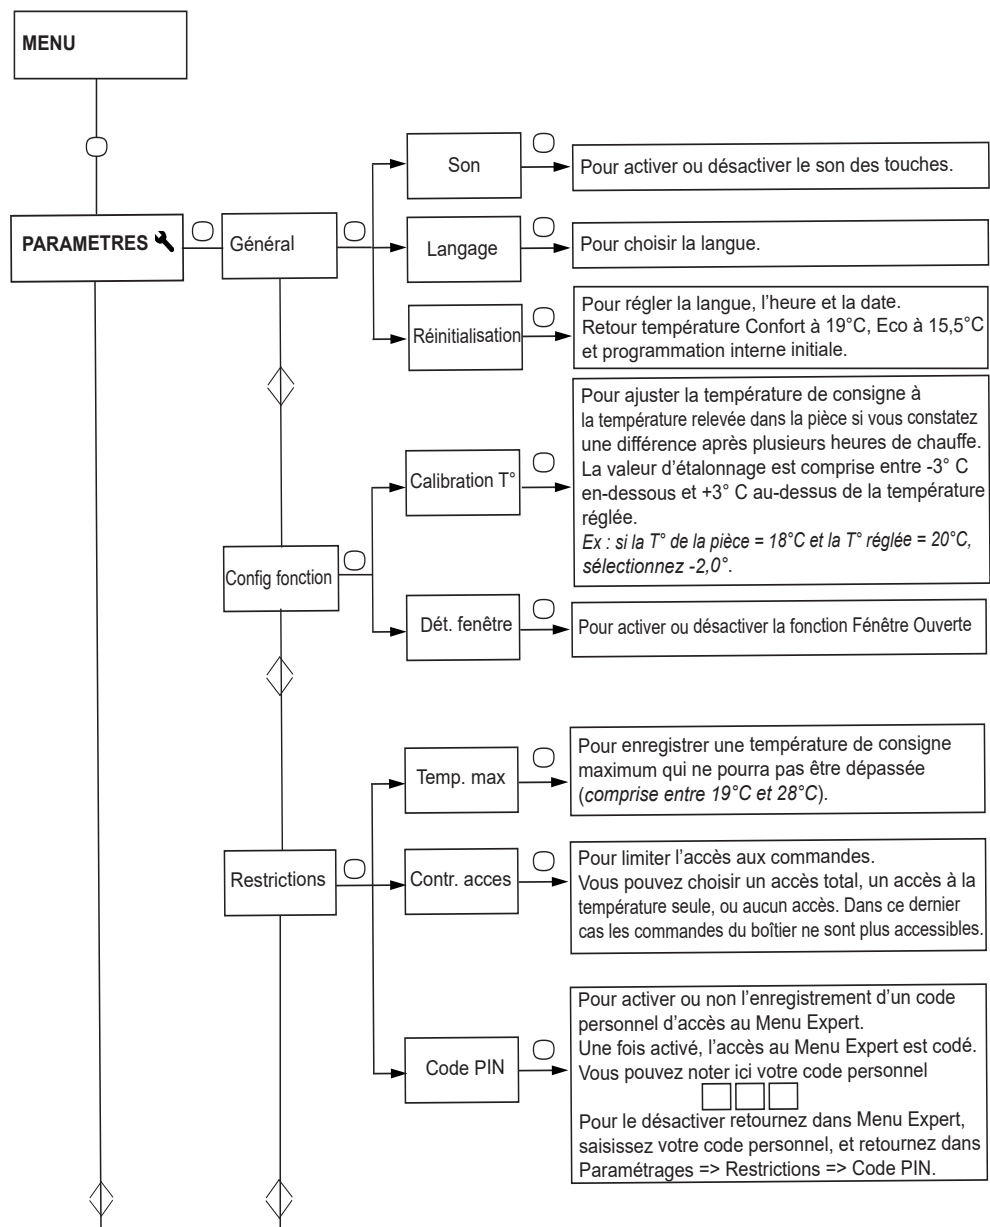 MENU
PARAMETRES
Général
Son
Pour activer ou désactiver le son des touches.
Langage
Pour choisir la langue.
Réinitialisation
Pour régler la langue, l’heure et la date.
Retour température Confort à 19°C, Eco à 15,5°C
et programmation interne initiale.
Config fonction
Calibration T°
Pour ajuster la température de consigne à
la température relevée dans la pièce si vous constatez
une différence après plusieurs heures de chauffe.
La valeur d’étalonnage est comprise entre -3° C
en-dessous et +3° C au-dessus de la température
réglée.
Ex : si la T° de la pièce = 18°C et la T° réglée = 20°C,
sélectionnez -2,0°.
Dét. fenêtre
Pour activer ou désactiver la fonction Fénêtre Ouverte
Restrictions
Temp. max
Pour enregistrer une température de consigne
maximum qui ne pourra pas être dépassée
(comprise entre 19°C et 28°C).
Contr. acces
Pour limiter l’accès aux commandes.
Vous pouvez choisir un accès total, un accès à la
température seule, ou aucun accès. Dans ce dernier
cas les commandes du boîtier ne sont plus accessibles.
Code PIN
Pour activer ou non l’enregistrement d’un code
personnel d’accès au Menu Expert.
Une fois activé, l’accès au Menu Expert est codé.
Vous pouvez noter ici votre code personnel
Pour le désactiver retournez dans Menu Expert,
saisissez votre code personnel, et retournez dans
Paramétrages => Restrictions => Code PIN.